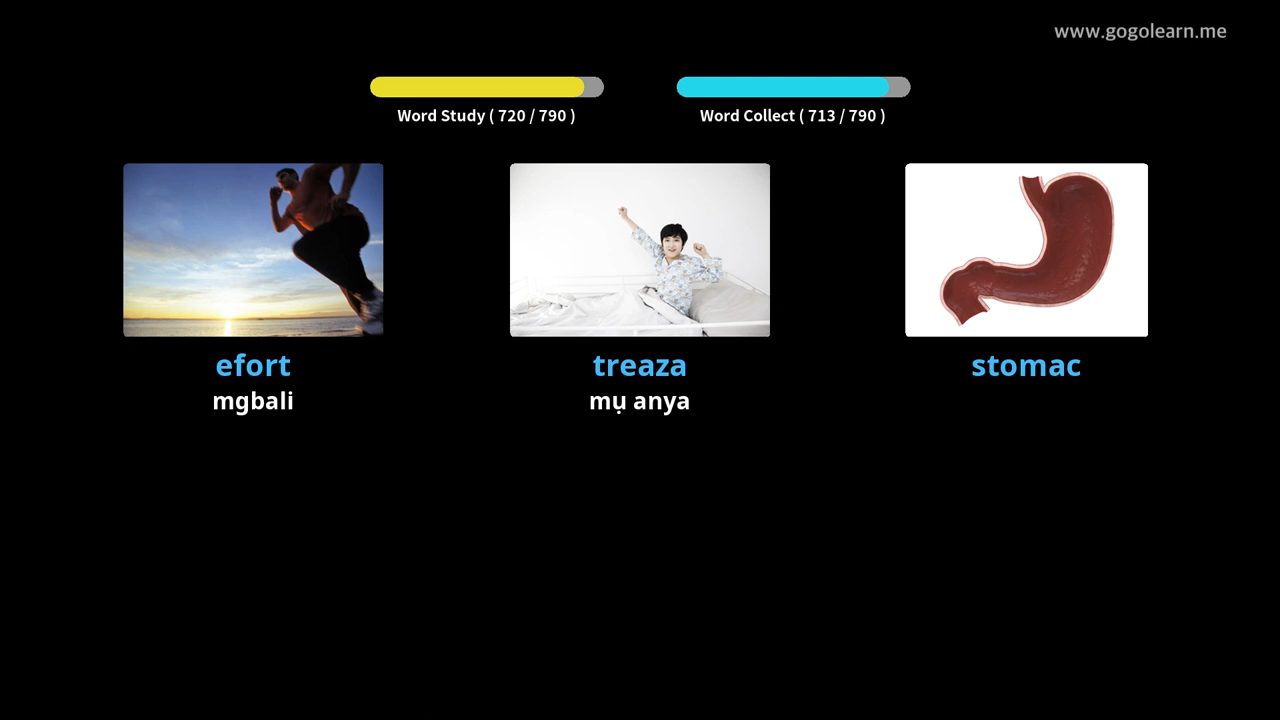 www.gogolearn.me
Word Study ( 720 / 790 )
Word Collect ( 713 / 790 )
efort
mgbali
treaza
mụ anya
stomac